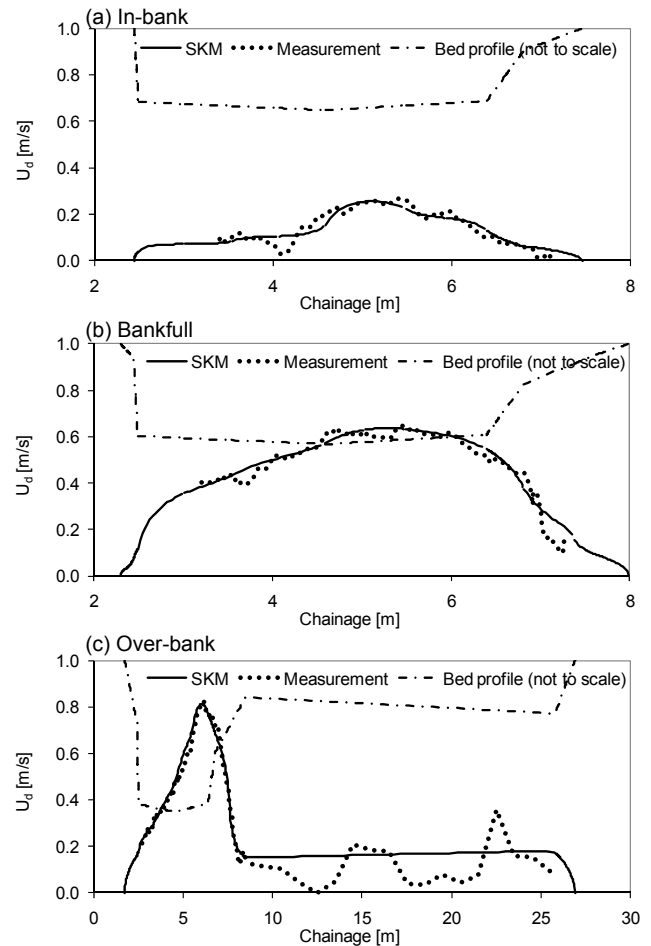 (a) In-bank
1.0
SKM Measurement Bed profile (not to scale)
0.8
0.6
0.4
0.2
0.0
U_d [m/s]
2 4 6 8
Chainage [m]
(b) Bankfull
1.0
SKM Measurement Bed profile (not to scale)
0.8
0.6
0.4
0.2
0.0
U_d [m/s]
2 4 6 8
Chainage [m]
(c) Over-bank
1.0
SKM Measurement Bed profile (not to scale)
0.8
0.6
0.4
0.2
0.0
U_d [m/s]
0 5 10 15 20 25 30
Chainage [m]